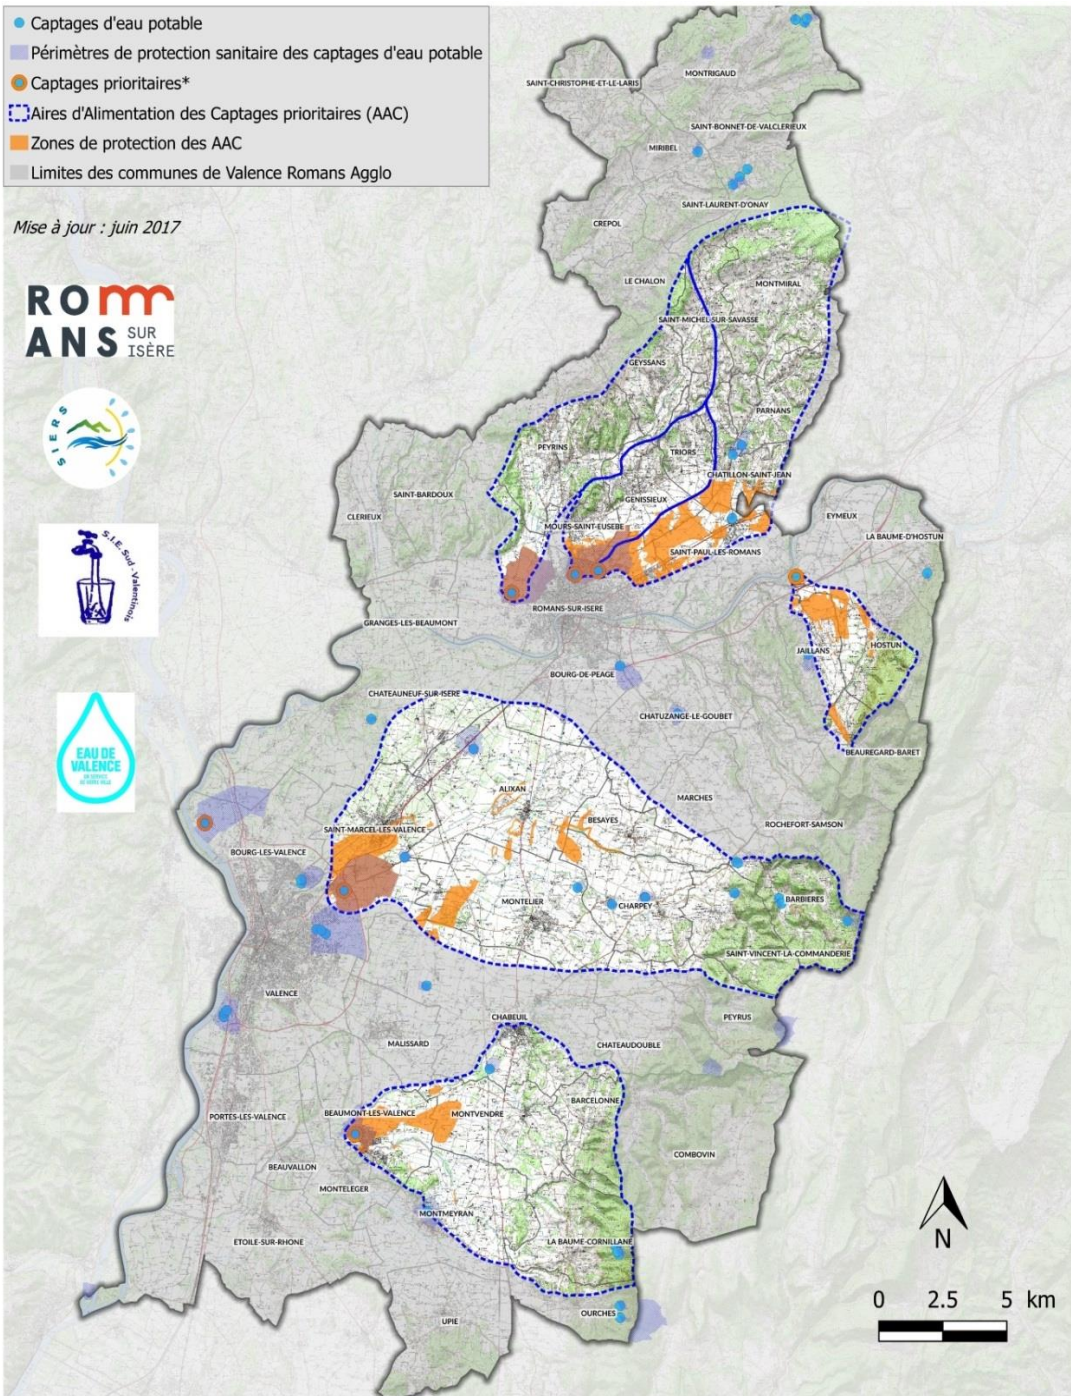 Captages d'eau potable
Périmètres de protection sanitaire des captages d'eau potable
Captages prioritaires*
Aires d'Alimentation des Captages prioritaires (AAC)
Zones de protection des AAC
Limites des communes de Valence Romans Agglo
Mise à jour : juin 2017
ROMANS SUR ISÈRE
SIERS
S.I.E. Sud - Valentinois
EAU DE
VALENCE
MONTRIGAUD
SAINT-CHRISTOPHE-ET-LE-LARIS
SAINT-BONNET-DE-VALCLERIEUX
MIRIBEL
SAINT-LAURENT-D'ONAY
CREPOL
LE CHALON
MONTMIRAL
SAINT-MICHEL-SUR-SAVASSE
GEYSSANS
PARNANS
PEYRINS
TRIORS
CHATILLON-SAINT-JEAN
SAINT-BARDOUX
GENISSIEUX
CLERIEUX
EYMEUX
MOURS-SAINT-EUSEBE
LA BAUME-D'HOSTUN
SAINT-PAUL-LES-ROMANS
ROMANS-SUR-ISERE
GRANGES-LES-BEAUMONT
HOSTUN
JAILLANS
BOURG-DE-PEAGE
CHATEAUNEUF-SUR-ISERE
CHATUZANGE-LE-GOUBET
BEAUREGARD-BARET
ALIXAN
MARCHES
BESAYES
ROCHEFORT-SAMSON
SAINT-MARCEL-LES-VALENCE
BOURG-LES-VALENCE
BARBIERES
MONTELIER
CHARPEY
SAINT-VINCENT-LA-COMMANDERIE
VALENCE
CHABEUIL
PEYRUS
MALISSARD
CHATEAUDOUBLE
BARCELONNE
PORTES-LES-VALENCE
BEAUMONT-LES-VALENCE
MONTVENDRE
COMBOVIN
BEAUVALLON
MONTELEGER
MONTMEYRAN
ETOILE-SUR-RHONE
LA BAUME-CORNILLANE
OURCHES
UPIE
N
0 2.5 5 km